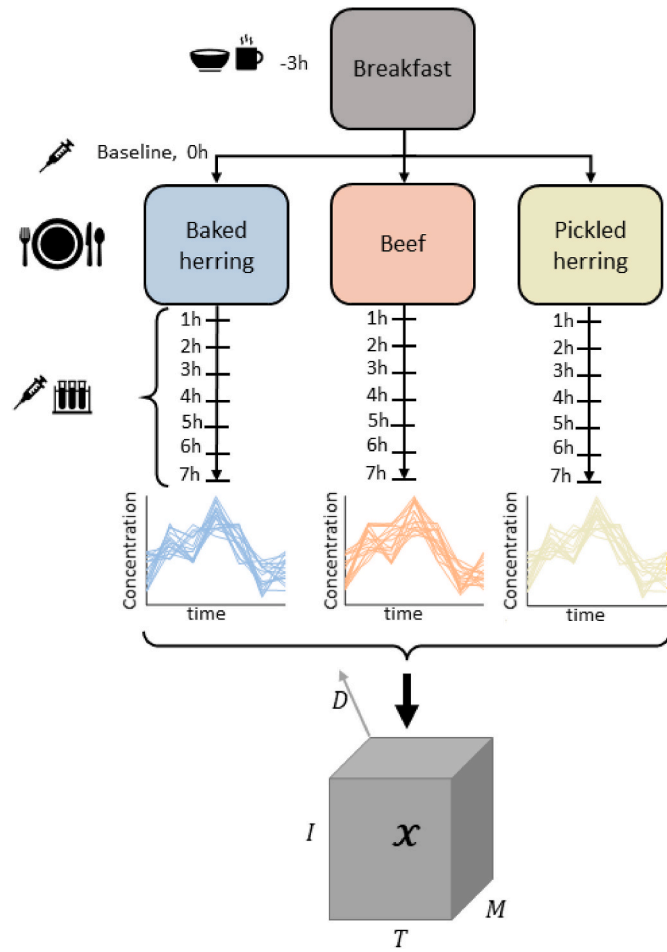 -3h
Breakfast
Baseline, 0h
Baked
herring
Beef
Pickled
herring
1h
2h
3h
4h
5h
6h
7h
1h
2h
3h
4h
5h
6h
7h
1h
2h
3h
4h
5h
6h
7h
Concentration
time
Concentration
time
Concentration
time
D
I
x
M
T